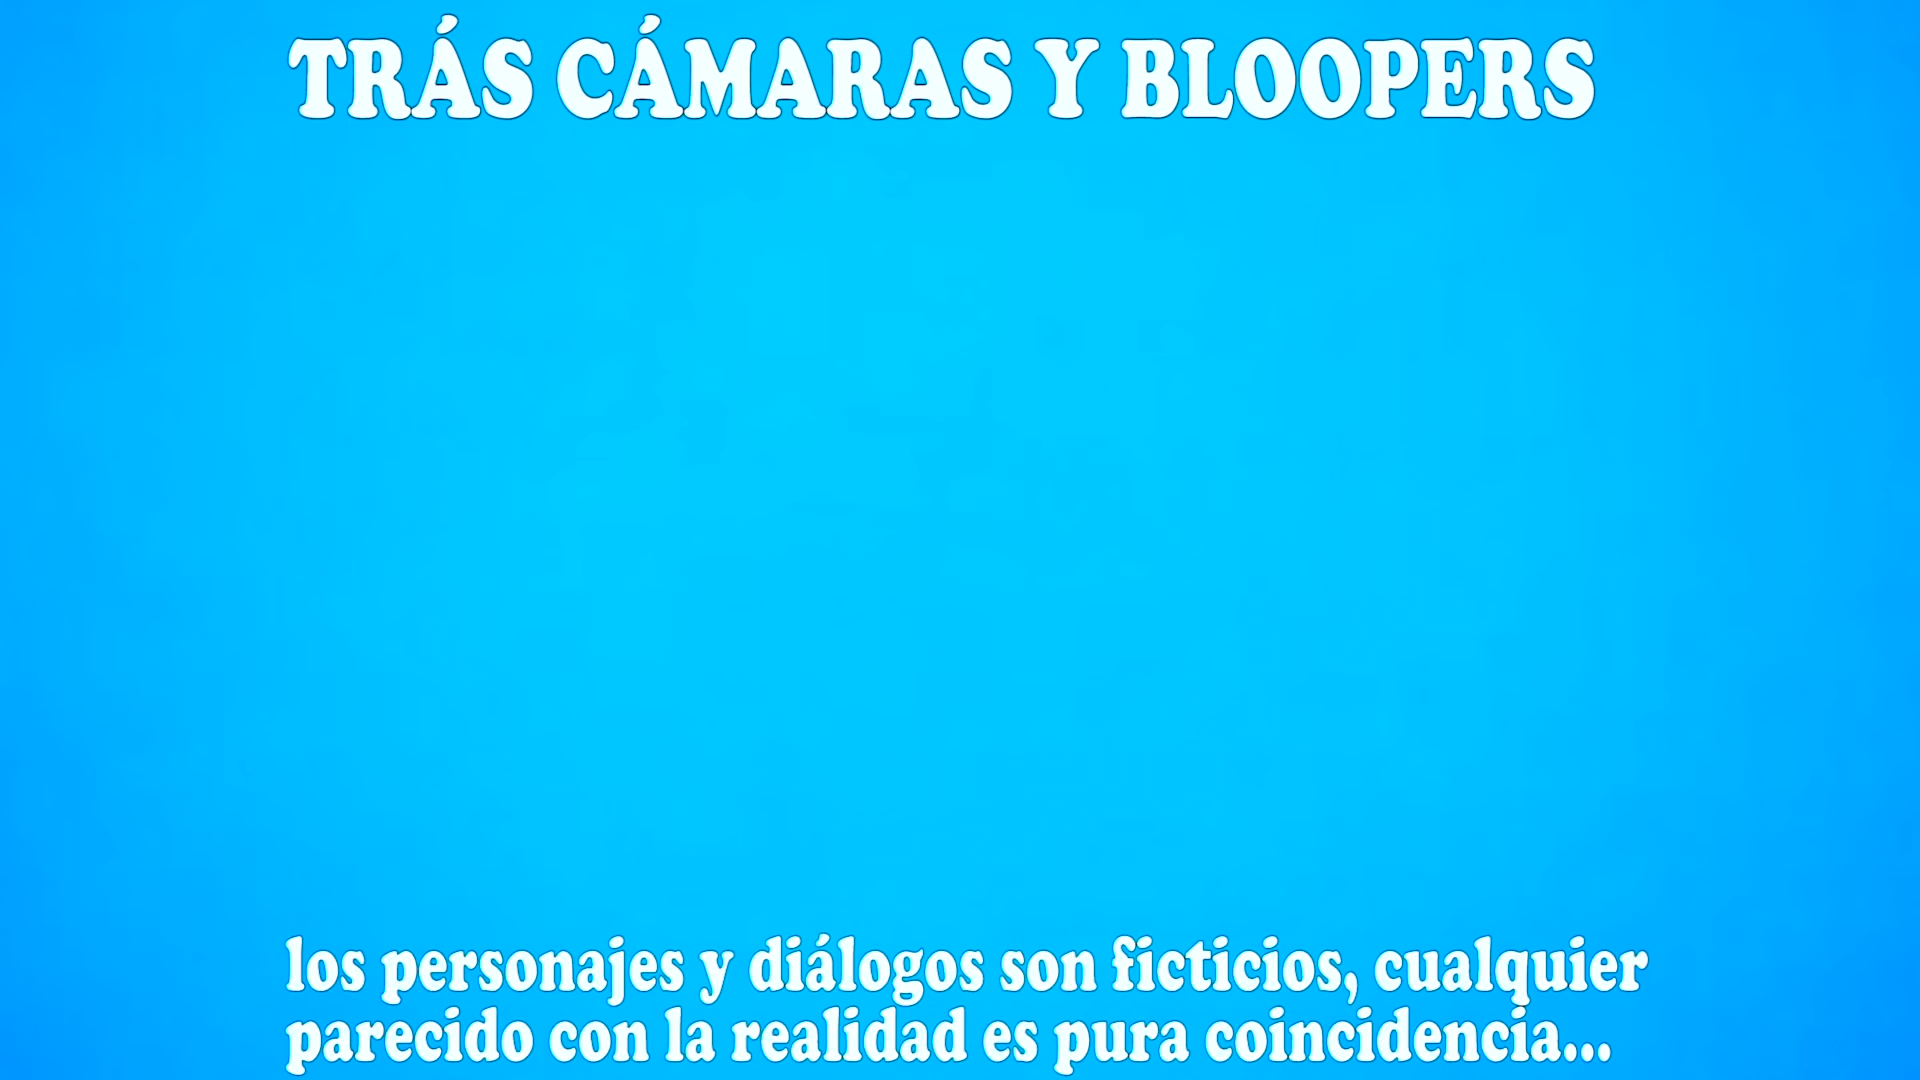 TRÁS CÁMARAS Y BLOOPERS
los personajes y diálogos son ficticios, cualquier
parecido con la realidad es pura coincidencia...